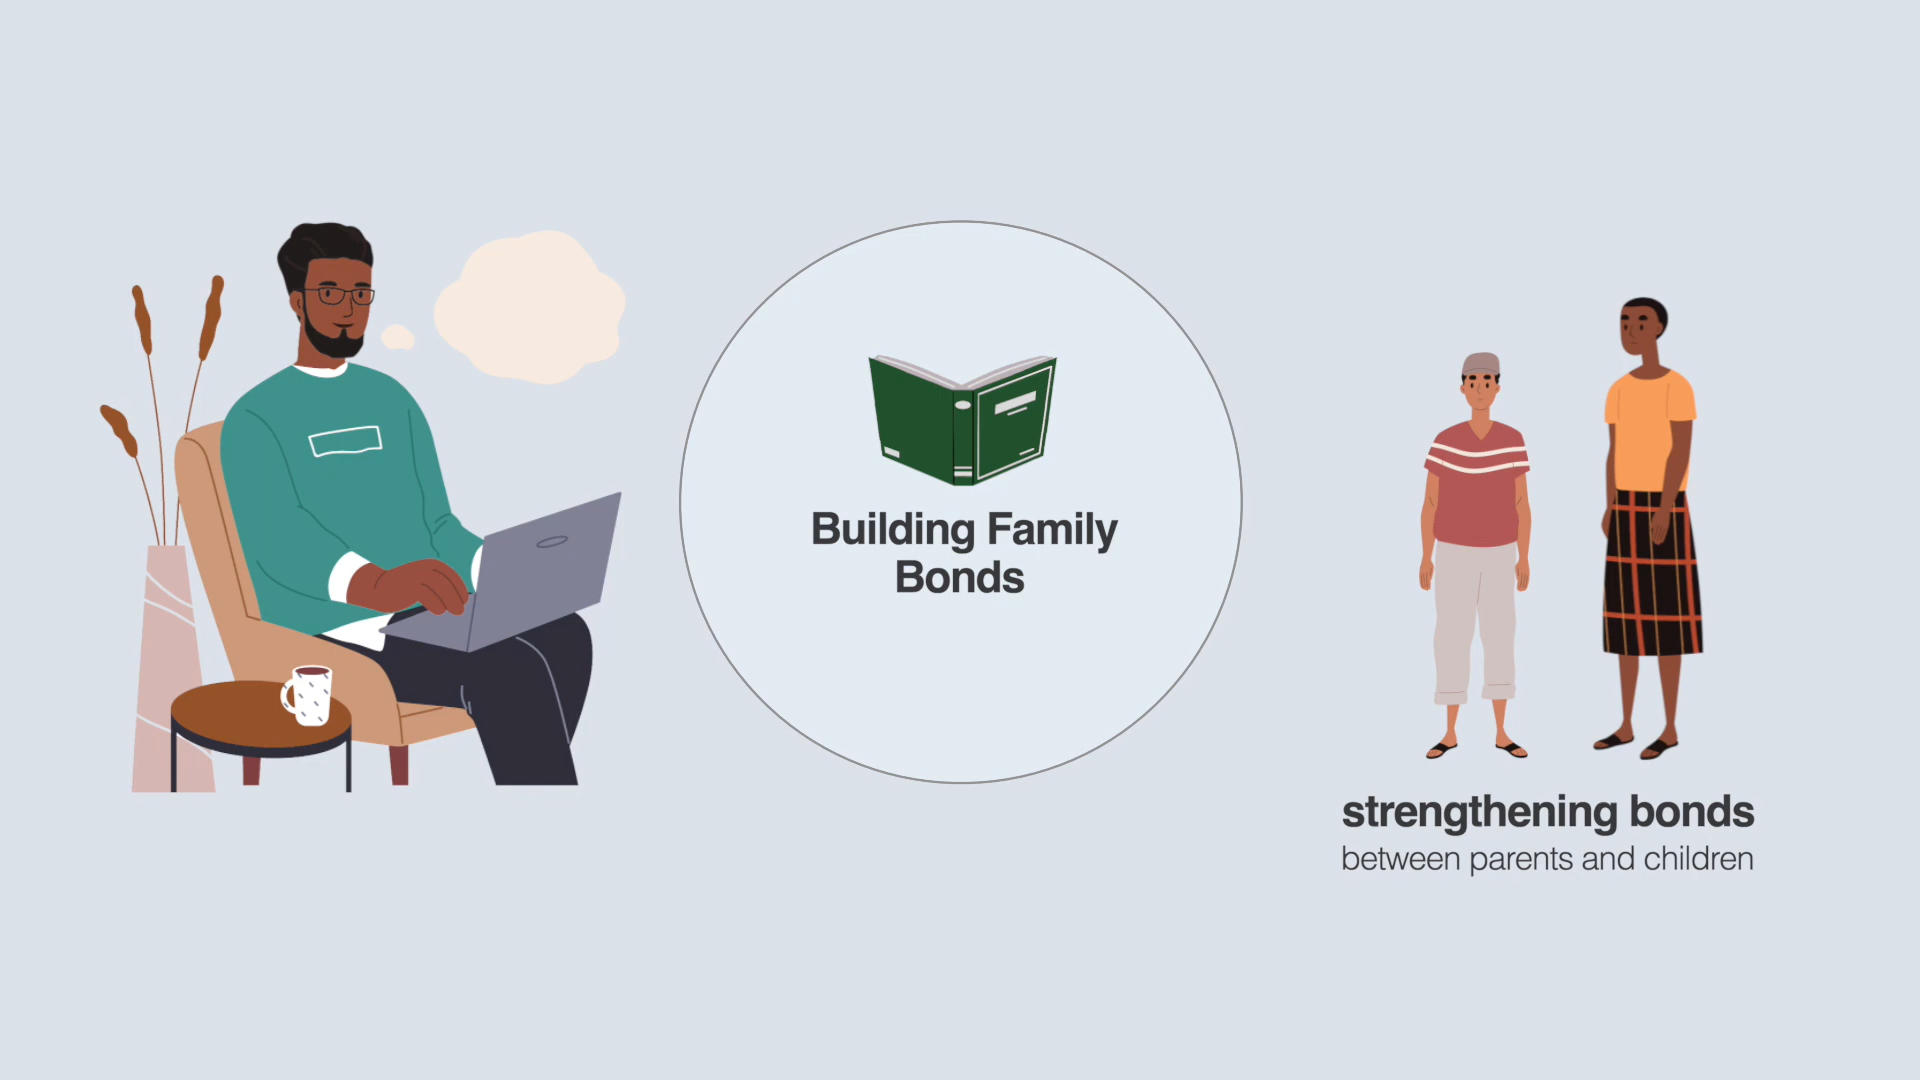 Building Family
Bonds
strengthening bonds
between parents and children